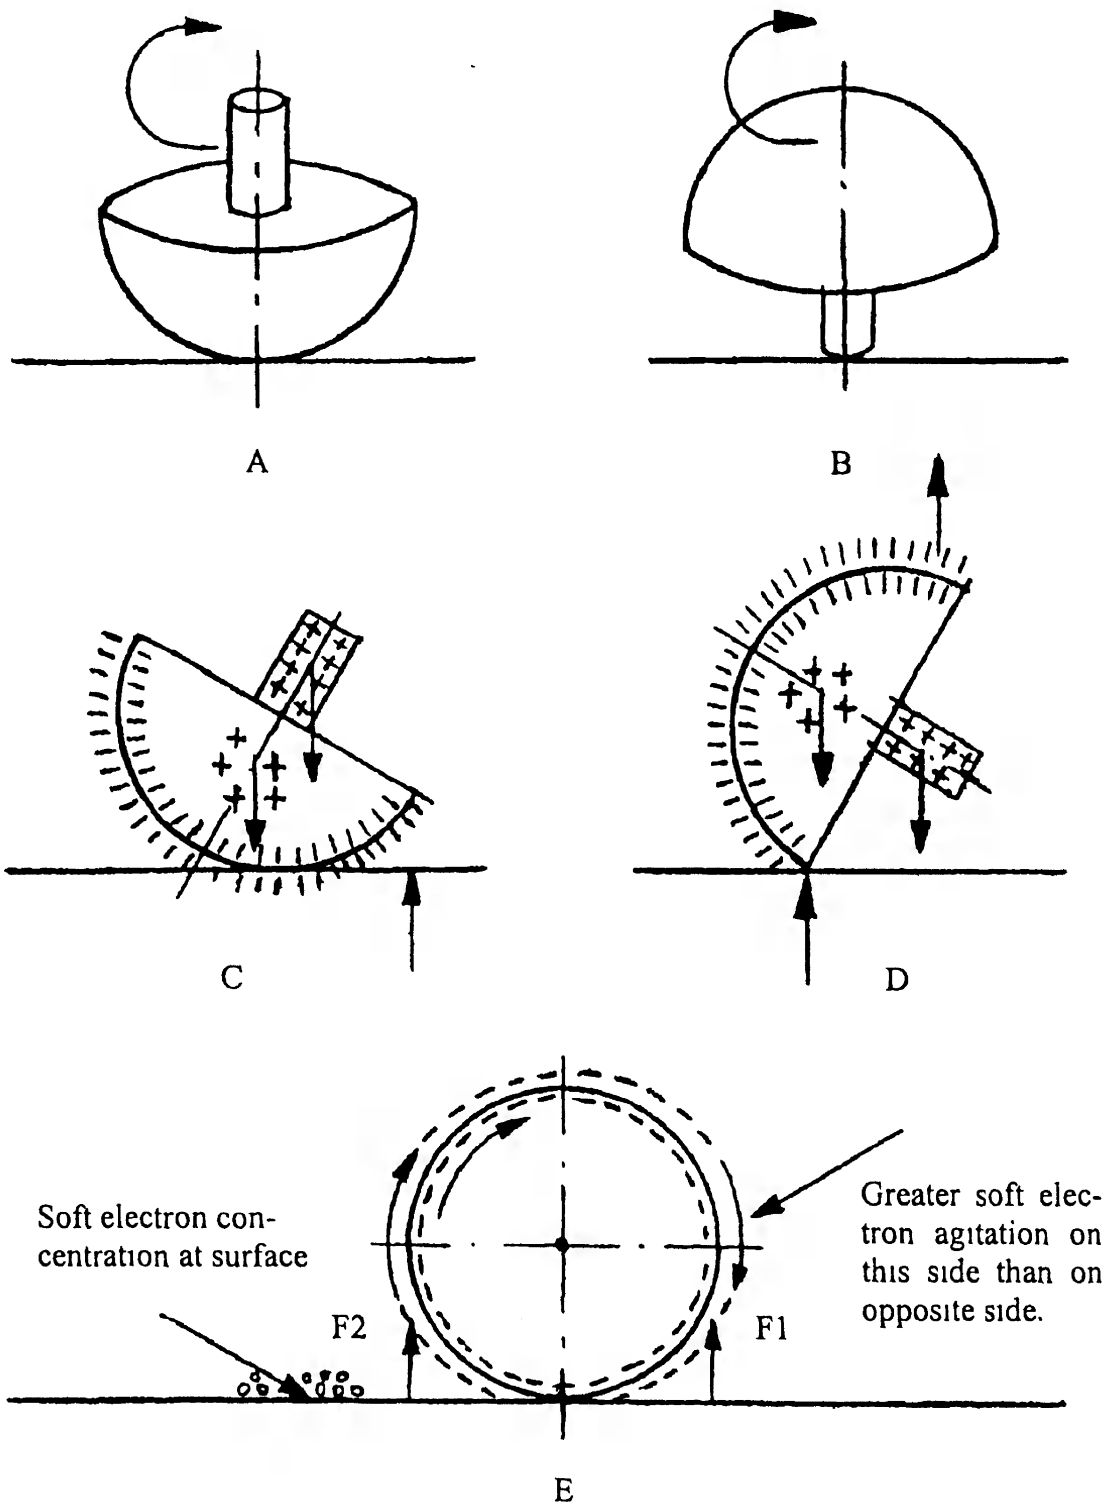 A
B
C
D
Soft electron con-
centration at surface
F2
F1
Greater soft elec-
tron agitation on
this side than on
opposite side.
E